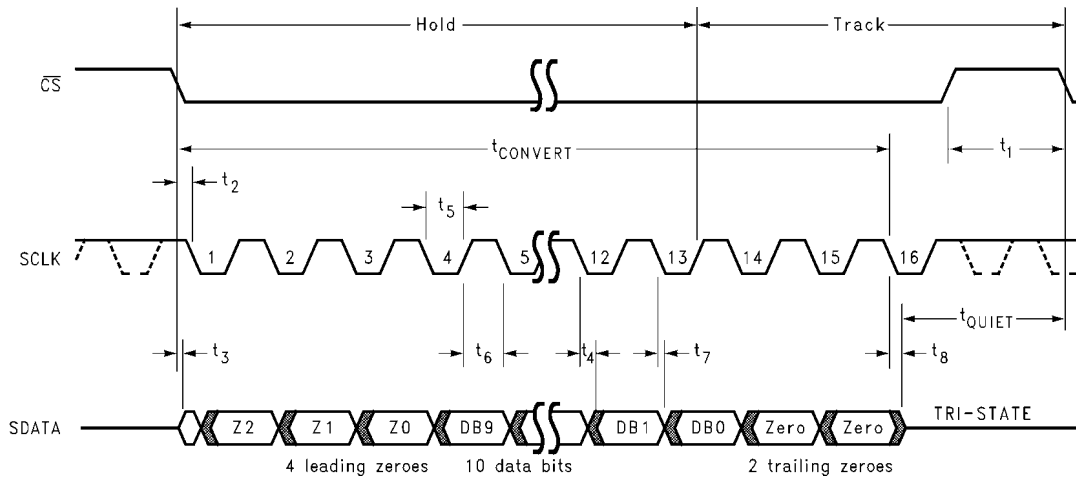 Hold Track
CS
tCONVERT t1
t2
t5
SCLK 1 2 3 4 5 12 13 14 15 16
tQUIET
t3 t6 t4 t7 t8
SDATA Z2 Z1 Z0 DB9 DB1 DB0 Zero Zero TRI-STATE
4 leading zeroes 10 data bits 2 trailing zeroes